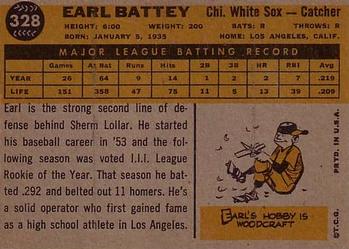 328
EARL BATTEY
Chi. White Sox — Catcher
HEIGHT: 6:00 WEIGHT: 200 BATS: R THROWS: R
BORN: JANUARY 5, 1935 HOME: LOS ANGELES, CALIF.
MAJOR LEAGUE BATTING RECORD
Games At Bat Runs Hits 2B 3B H.R. RBI Avg.
YEAR 26 64 9 14 1 2 2 7 .219
LIFE 151 358 47 75 11 3 13 39 .209
Earl is the strong second line of de-
fense behind Sherm Lollar. He started
his baseball career in '53 and the fol-
lowing season was voted I.I.I. League
Rookie of the Year. That season he bat-
ted .292 and belted out 11 homers. He's
a solid operator who first gained fame
as a high school athlete in Los Angeles.
EARL'S HOBBY IS
WOODCRAFT
©T.C.G. PRTD. IN U.S.A.